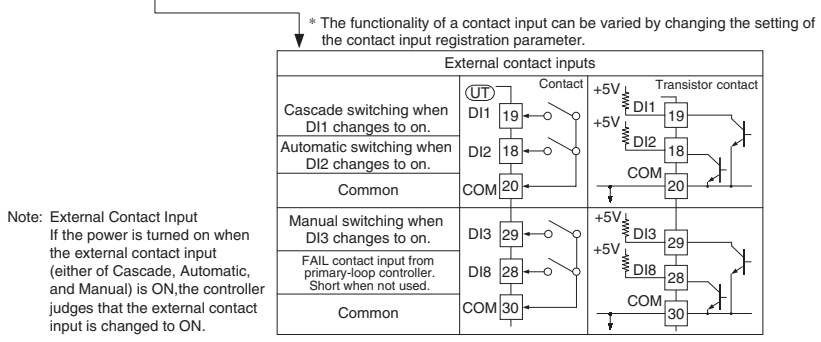 * The functionality of a contact input can be varied by changing the setting of
the contact input registration parameter.
External contact inputs
Contact
Transistor contact
UT
Cascade switching when
DI1 changes to on.
DI1 19
+5V DI1 19
Automatic switching when
DI2 changes to on.
DI2 18
+5V DI2 18
Common
COM 20
COM 20
Manual switching when
DI3 changes to on.
DI3 29
+5V DI3 29
FAIL contact input from
primary-loop controller.
Short when not used.
DI8 28
+5V DI8 28
Common
COM 30
COM 30
Note: External Contact Input
If the power is turned on when
the external contact input
(either of Cascade, Automatic,
and Manual) is ON,the controller
judges that the external contact
input is changed to ON.